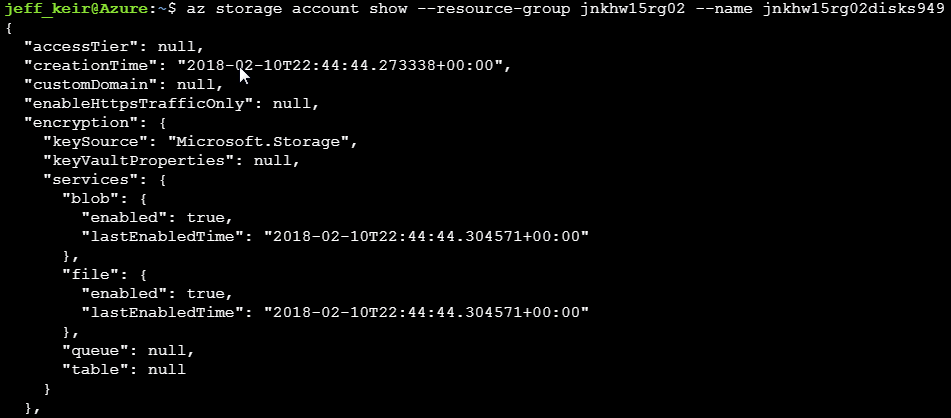 jeff_keir@Azure:~$ az storage account show --resource-group jnkhw15rg02 --name jnkhw15rg02disks949
{
  "accessTier": null,
  "creationTime": "2018-02-10T22:44:44.273338+00:00",
  "customDomain": null,
  "enableHttpsTrafficOnly": null,
  "encryption": {
    "keySource": "Microsoft.Storage",
    "keyVaultProperties": null,
    "services": {
      "blob": {
        "enabled": true,
        "lastEnabledTime": "2018-02-10T22:44:44.304571+00:00"
      },
      "file": {
        "enabled": true,
        "lastEnabledTime": "2018-02-10T22:44:44.304571+00:00"
      },
      "queue": null,
      "table": null
    }
  },